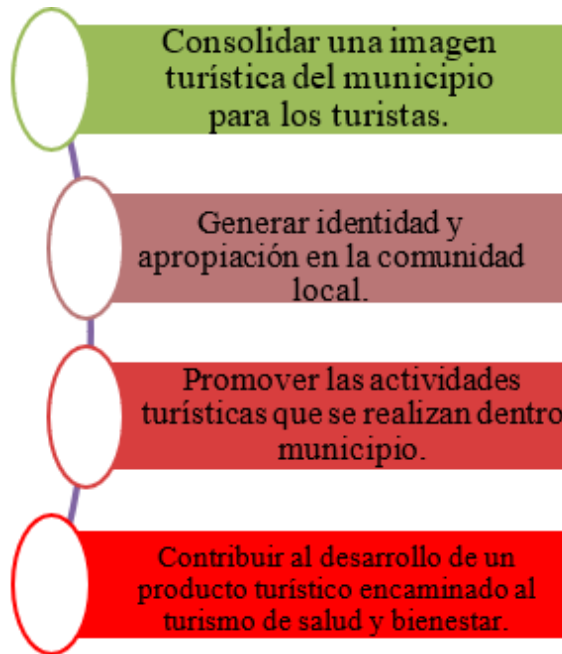 Consolidar una imagen
turística del municipio
para los turistas.
Generar identidad y
apropiación en la comunidad
local.
Promover las actividades
turísticas que se realizan dentro
municipio.
Contribuir al desarrollo de un
producto turístico encaminado al
turismo de salud y bienestar.